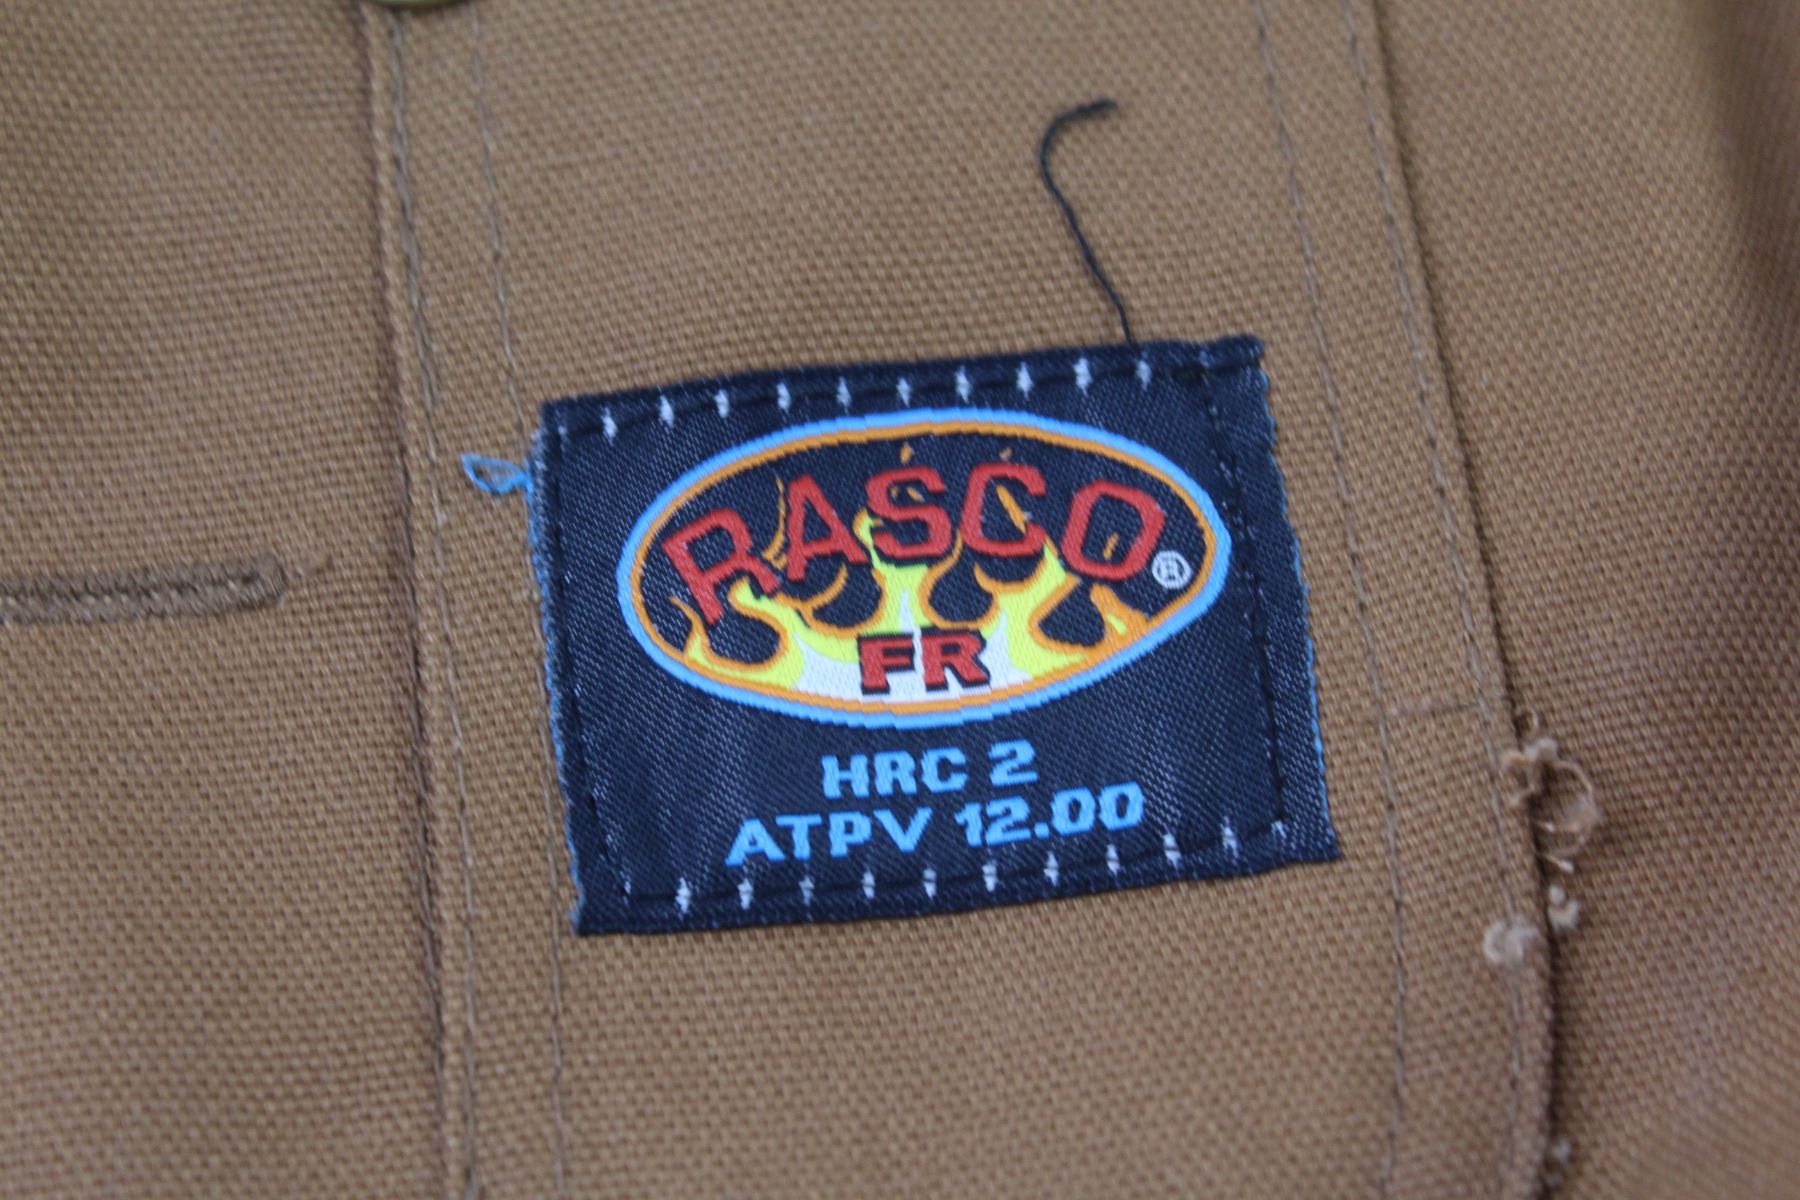 RASCO®
FR
HRC 2
ATPV 12.00